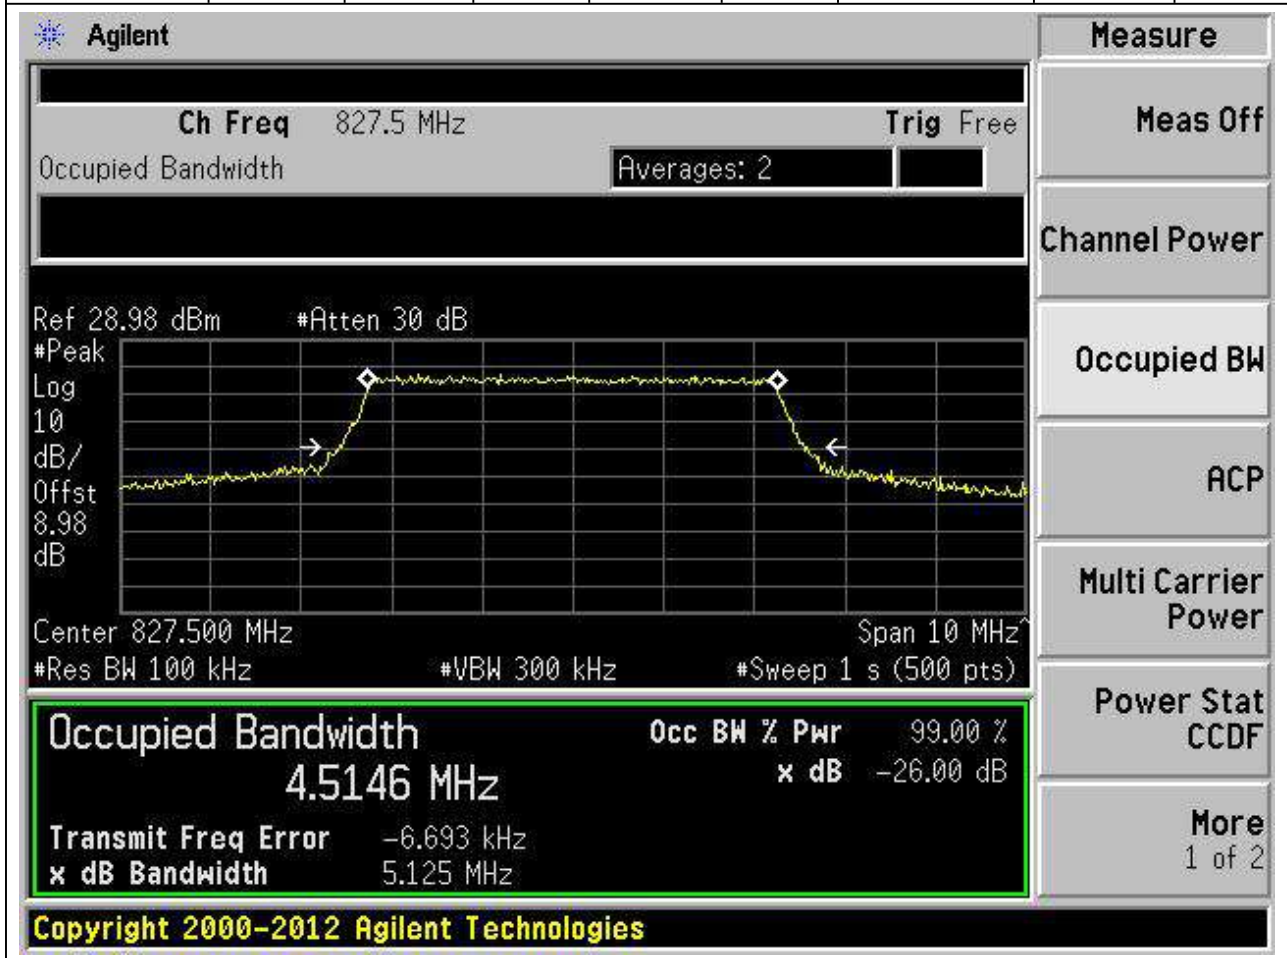 Agilent
Measure
Ch Freq 827.5 MHz Trig Free
Meas Off
Occupied Bandwidth Averages: 2
Channel Power
Ref 28.98 dBm #Atten 30 dB
#Peak
Log
10
dB/
Offst
8.98
dB
Occupied BW
ACP
Multi Carrier
Power
Center 827.500 MHz Span 10 MHz^
#Res BW 100 kHz #VBW 300 kHz #Sweep 1 s (500 pts)
Power Stat
CCDF
Occupied Bandwidth Occ BW % Pwr 99.00 %
4.5146 MHz x dB -26.00 dB
Transmit Freq Error -6.693 kHz
x dB Bandwidth 5.125 MHz
More
1 of 2
Copyright 2000-2012 Agilent Technologies